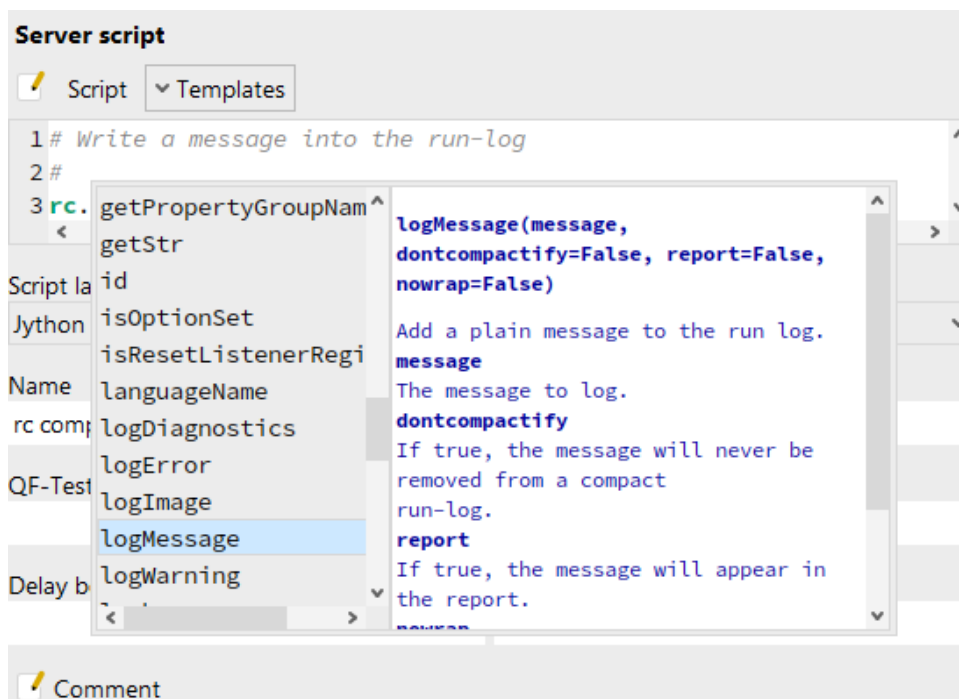 Server script
Script Templates
1 # Write a message into the run-log
2 #
3 rc.
getPropertyGroupNam
getStr
id
isOptionSet
isResetListenerRegi
languageName
logDiagnostics
logError
logImage
logMessage
logWarning
logMessage(message,
dontcompactify=False, report=False,
nowrap=False)
Add a plain message to the run log.
message
The message to log.
dontcompactify
If true, the message will never be
removed from a compact
run-log.
report
If true, the message will appear in
the report.
nowrap
Script la
Jython
Name
rc comp
QF-Test
Delay b
Comment